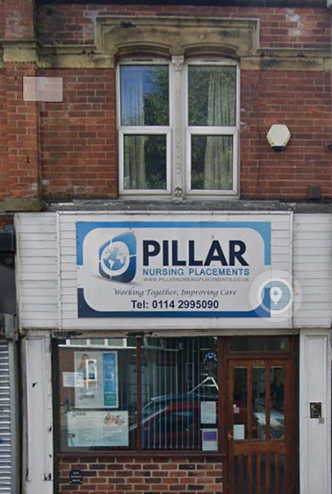 PILLAR
NURSING PLACEMENTS
WWW.PILLARNURSINGPLACEMENTS.CO.UK
Working Together, Improving Care
Tel: 0114 2995090